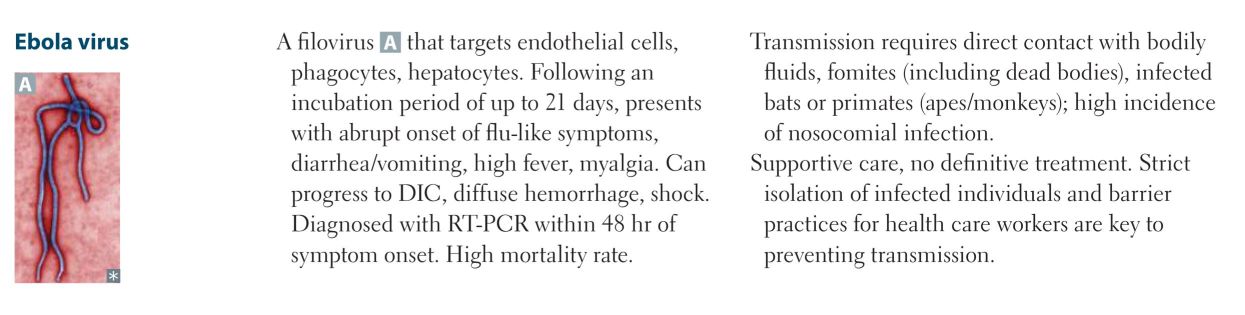 Ebola virus
A
*
A filovirus A that targets endothelial cells,
phagocytes, hepatocytes. Following an
incubation period of up to 21 days, presents
with abrupt onset of flu-like symptoms,
diarrhea/vomiting, high fever, myalgia. Can
progress to DIC, diffuse hemorrhage, shock.
Diagnosed with RT-PCR within 48 hr of
symptom onset. High mortality rate.
Transmission requires direct contact with bodily
fluids, fomites (including dead bodies), infected
bats or primates (apes/monkeys); high incidence
of nosocomial infection.
Supportive care, no definitive treatment. Strict
isolation of infected individuals and barrier
practices for health care workers are key to
preventing transmission.